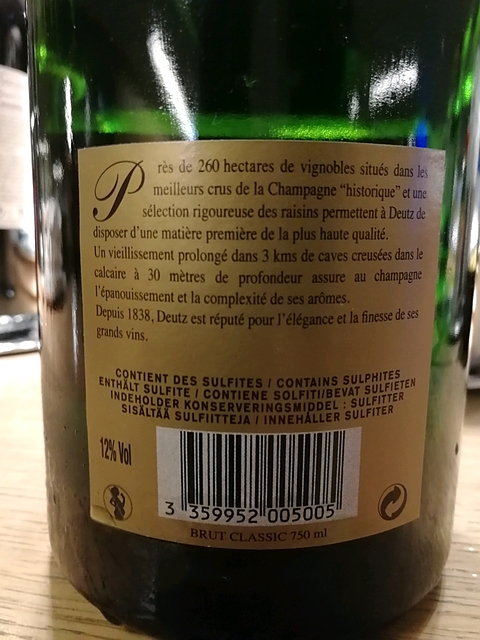 Près de 260 hectares de vignobles situés dans les
meilleurs crus de la Champagne “historique” et une
sélection rigoureuse des raisins permettent à Deutz de
disposer d’une matière première de la plus haute qualité.
Un vieillissement prolongé dans 3 kms de caves creusées dans le
calcaire à 30 mètres de profondeur assure au champagne
l’épanouissement et la complexité de ses arômes.
Depuis 1838, Deutz est réputé pour l’élégance et la finesse de ses
grands vins.
CONTIENT DES SULFITES / CONTAINS SULPHITES
ENTHÄLT SULFITE / CONTIENE SOLFITI/BEVAT SULFIETEN
INDEHOLDER KONSERVERINGSMIDDEL : SULFITTER
SISÄLTÄÄ SULFIITTEJA / INNEHÅLLER SULFITER
12% Vol
3 359952 005005
BRUT CLASSIC 750 ml